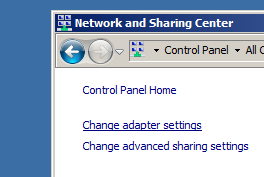 Network and Sharing Center
Control Panel All C
Control Panel Home
Change adapter settings
Change advanced sharing settings